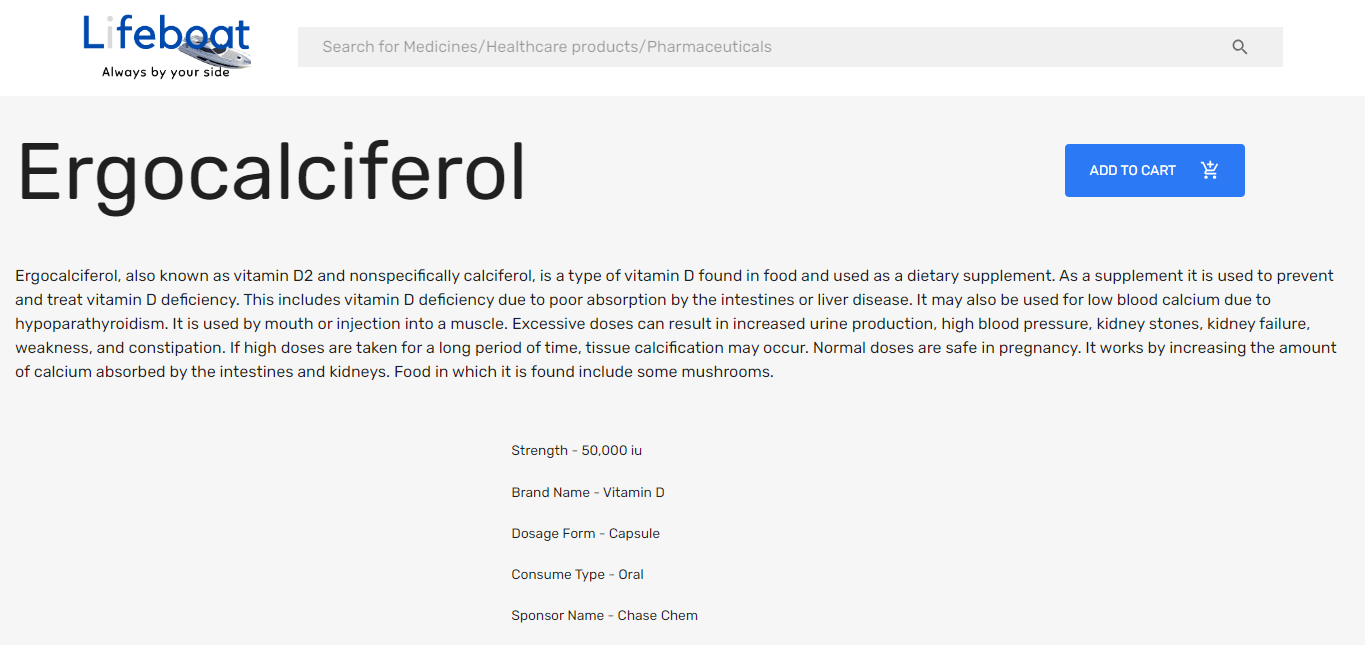 Lifeboat
Always by your side
Search for Medicines/Healthcare products/Pharmaceuticals
Ergocalciferol
ADD TO CART
Ergocalciferol, also known as vitamin D2 and nonspecifically calciferol, is a type of vitamin D found in food and used as a dietary supplement. As a supplement it is used to prevent
and treat vitamin D deficiency. This includes vitamin D deficiency due to poor absorption by the intestines or liver disease. It may also be used for low blood calcium due to
hypoparathyroidism. It is used by mouth or injection into a muscle. Excessive doses can result in increased urine production, high blood pressure, kidney stones, kidney failure,
weakness, and constipation. If high doses are taken for a long period of time, tissue calcification may occur. Normal doses are safe in pregnancy. It works by increasing the amount
of calcium absorbed by the intestines and kidneys. Food in which it is found include some mushrooms.
Strength - 50,000 iu
Brand Name - Vitamin D
Dosage Form - Capsule
Consume Type - Oral
Sponsor Name - Chase Chem